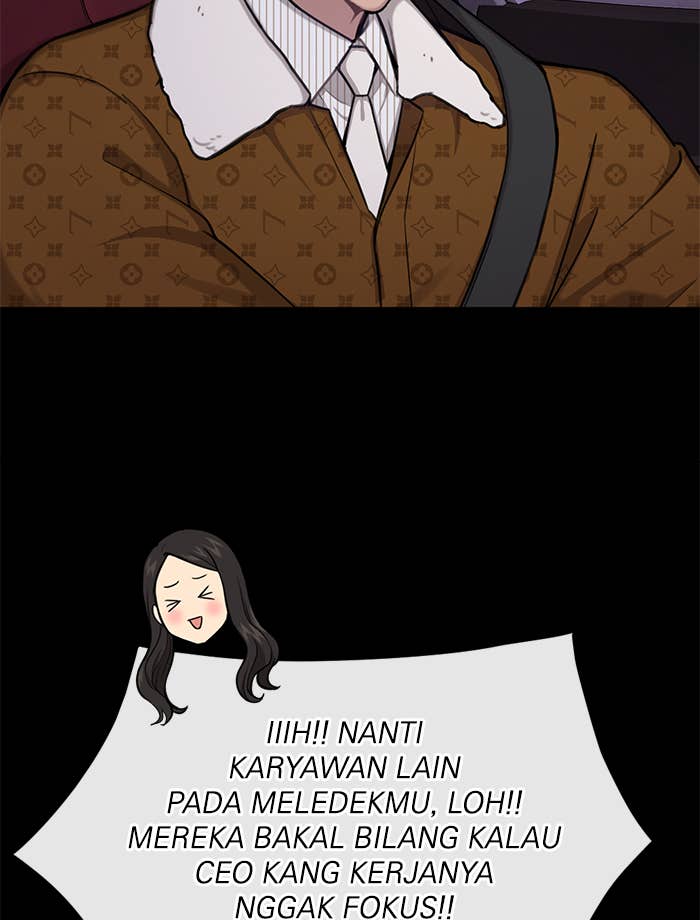 IIIH!! NANTI
KARYAWAN LAIN
PADA MELEDEKMU, LOH!!
MEREKA BAKAL BILANG KALAU
CEO KANG KERJANYA
NGGAK FOKUS!!